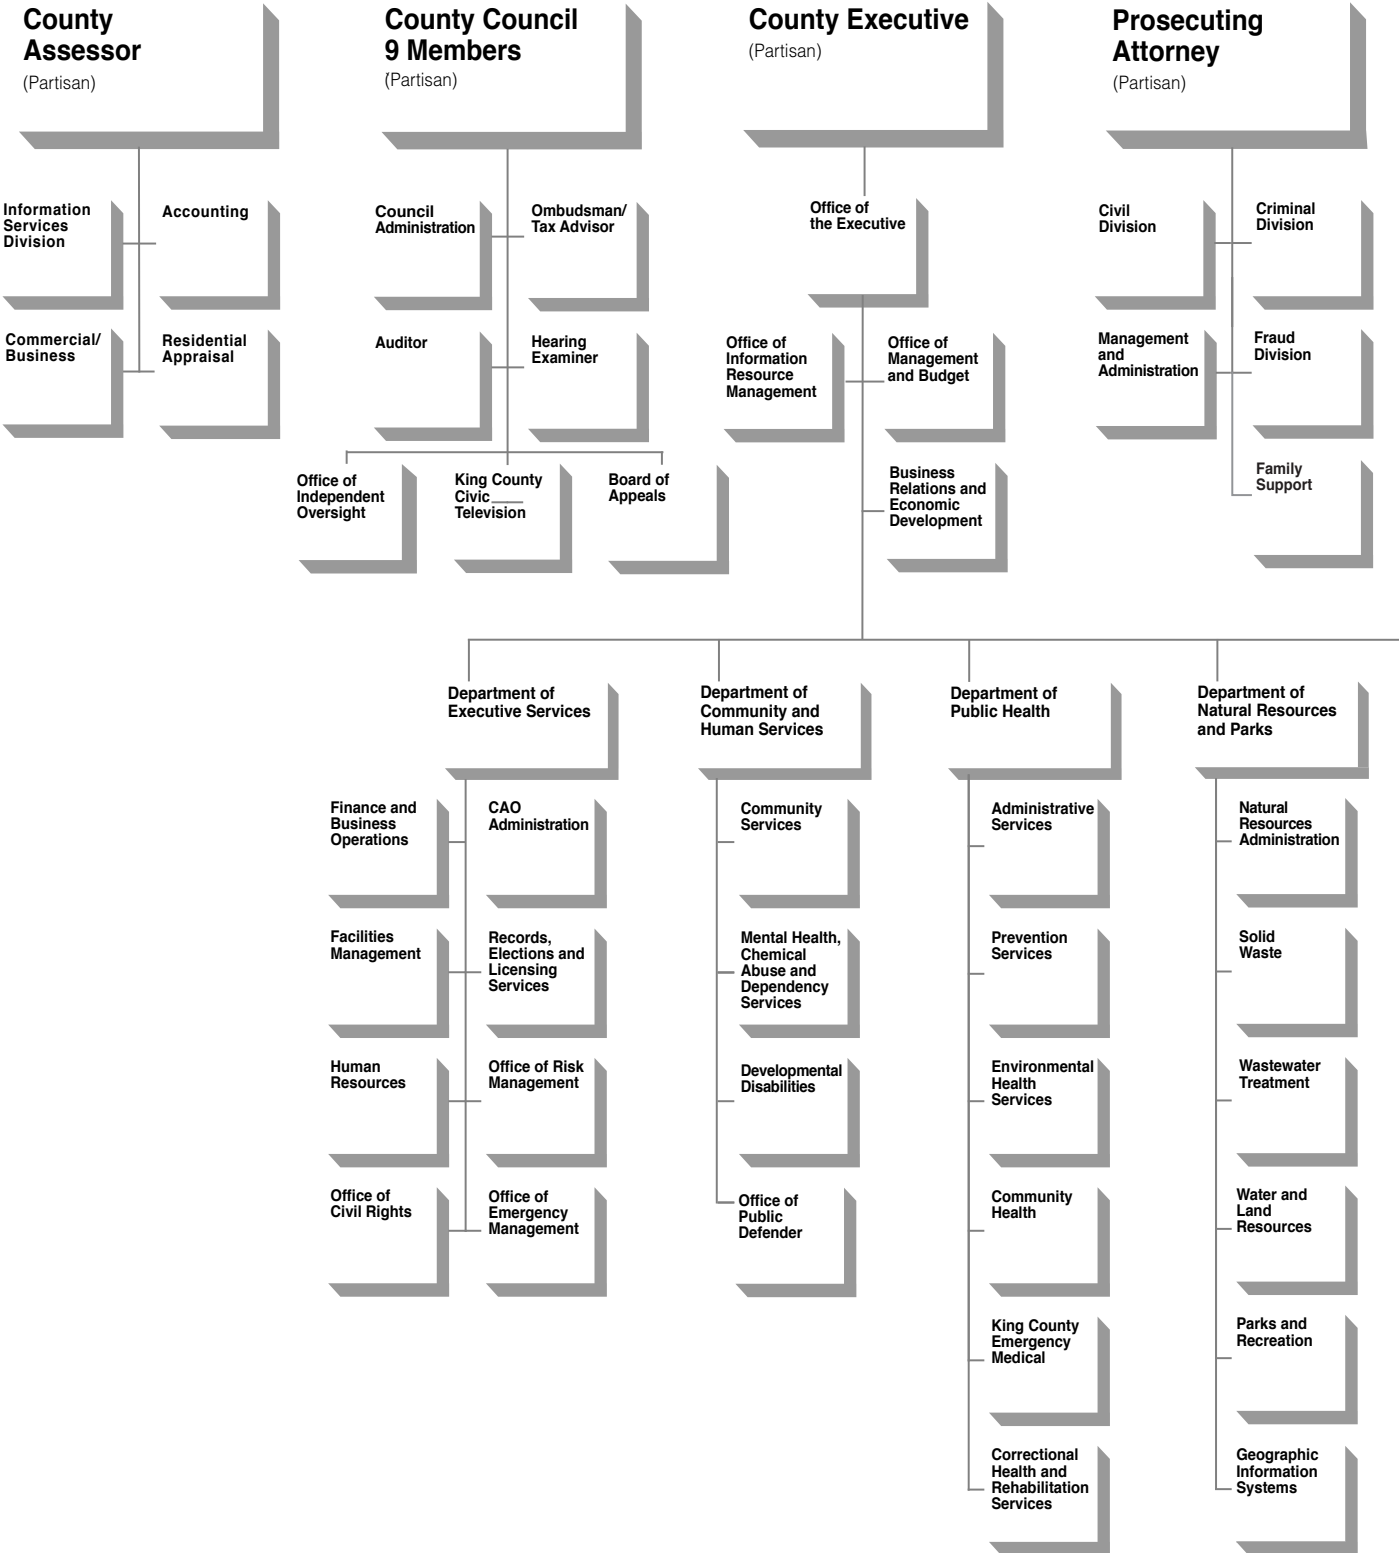 County
Assessor
(Partisan)
County Council
9 Members
(Partisan)
County Executive
(Partisan)
Prosecuting
Attorney
(Partisan)
Information
Services
Division
Accounting
Commercial/
Business
Residential
Appraisal
Council
Administration
Ombudsman/
Tax Advisor
Auditor
Hearing
Examiner
Office of
Independent
Oversight
King County
Civic
Television
Board of
Appeals
Office of
the Executive
Office of
Information
Resource
Management
Office of
Management
and Budget
Business
Relations and
Economic
Development
Civil
Division
Criminal
Division
Management
and
Administration
Fraud
Division
Family
Support
Department of
Executive Services
Finance and
Business
Operations
CAO
Administration
Facilities
Management
Records,
Elections and
Licensing
Services
Human
Resources
Office of Risk
Management
Office of
Civil Rights
Office of
Emergency
Management
Department of
Community and
Human Services
Community
Services
Mental Health,
Chemical
Abuse and
Dependency
Services
Developmental
Disabilities
Office of
Public
Defender
Department of
Public Health
Administrative
Services
Prevention
Services
Environmental
Health
Services
Community
Health
King County
Emergency
Medical
Correctional
Health and
Rehabilitation
Services
Department of
Natural Resources
and Parks
Natural
Resources
Administration
Solid
Waste
Wastewater
Treatment
Water and
Land
Resources
Parks and
Recreation
Geographic
Information
Systems